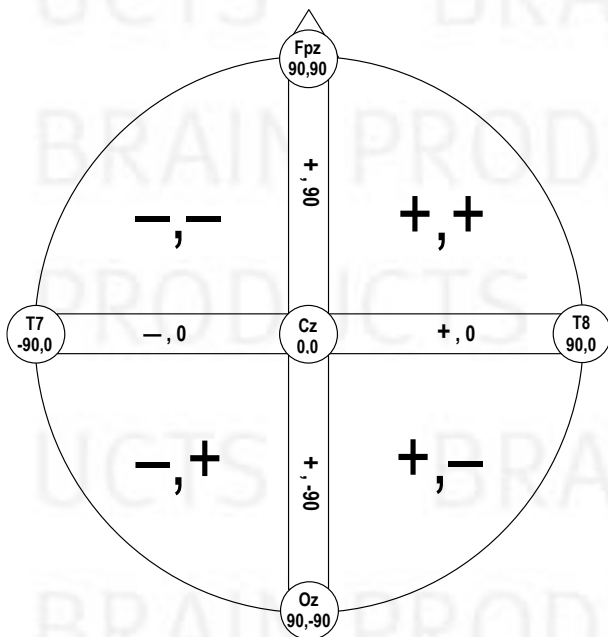 Fpz
90,90
+ , 90
–,–
+,+
T7
-90,0
– , 0
Cz
0,0
+ , 0
T8
90,0
–,+
+,–
+ , -90
Oz
90,-90
BRAIN PRODUCTS